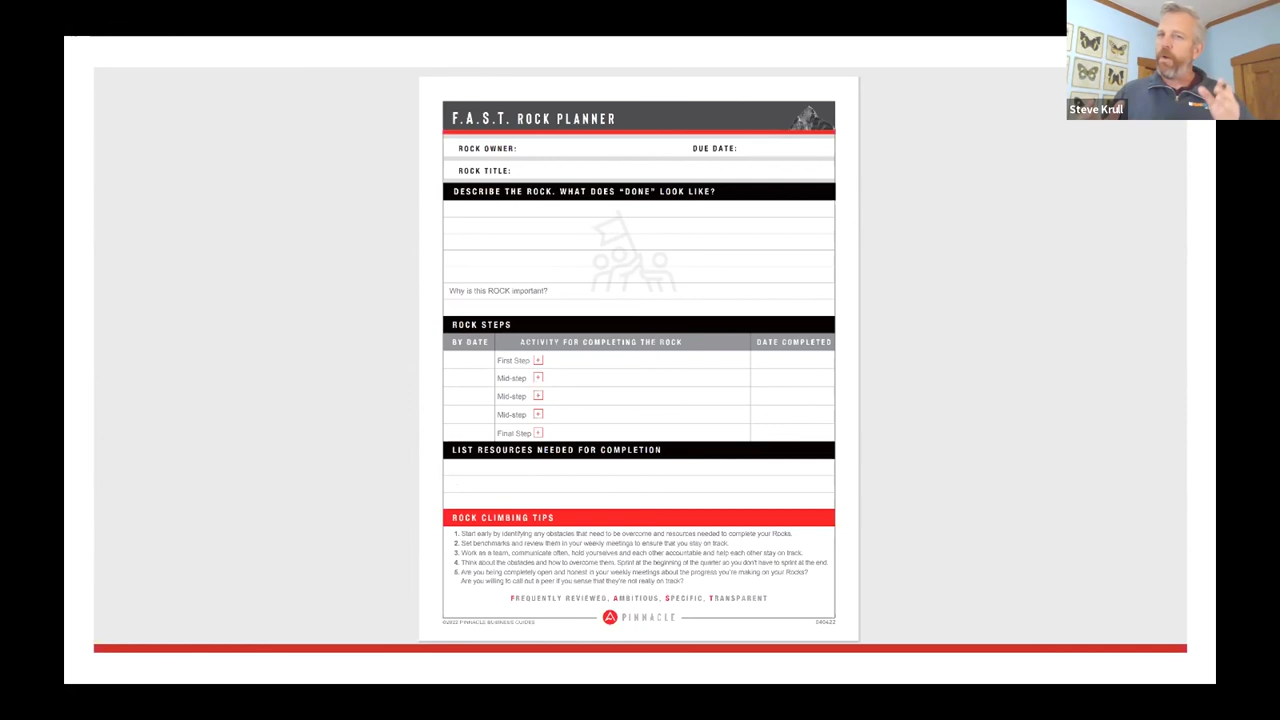 Steve Krull
F.A.S.T. ROCK PLANNER
ROCK OWNER: DUE DATE:
ROCK TITLE:
DESCRIBE THE ROCK. WHAT DOES “DONE” LOOK LIKE?
Why is this ROCK important?
ROCK STEPS
BY DATE ACTIVITY FOR COMPLETING THE ROCK DATE COMPLETED
First Step +
Mid-step +
Mid-step +
Mid-step +
Final Step +
LIST RESOURCES NEEDED FOR COMPLETION
ROCK CLIMBING TIPS
1. Start early by identifying any obstacles that need to be overcome and resources needed to complete your Rocks.
2. Set benchmarks and review them in your weekly meetings to ensure that you stay on track.
3. Work as a team, communicate often, hold yourselves and each other accountable and help each other stay on track.
4. Think about the obstacles and how to overcome them. Sprint at the beginning of the quarter so you don't have to sprint at the end.
5. Are you being completely open and honest in your weekly meetings about the progress you're making on your Rocks?
Are you willing to call out a peer if you sense that they're not really on track?
FREQUENTLY REVIEWED, AMBITIOUS, SPECIFIC, TRANSPARENT
PINNACLE
©2022 PINNACLE BUSINESS GUIDES 040422